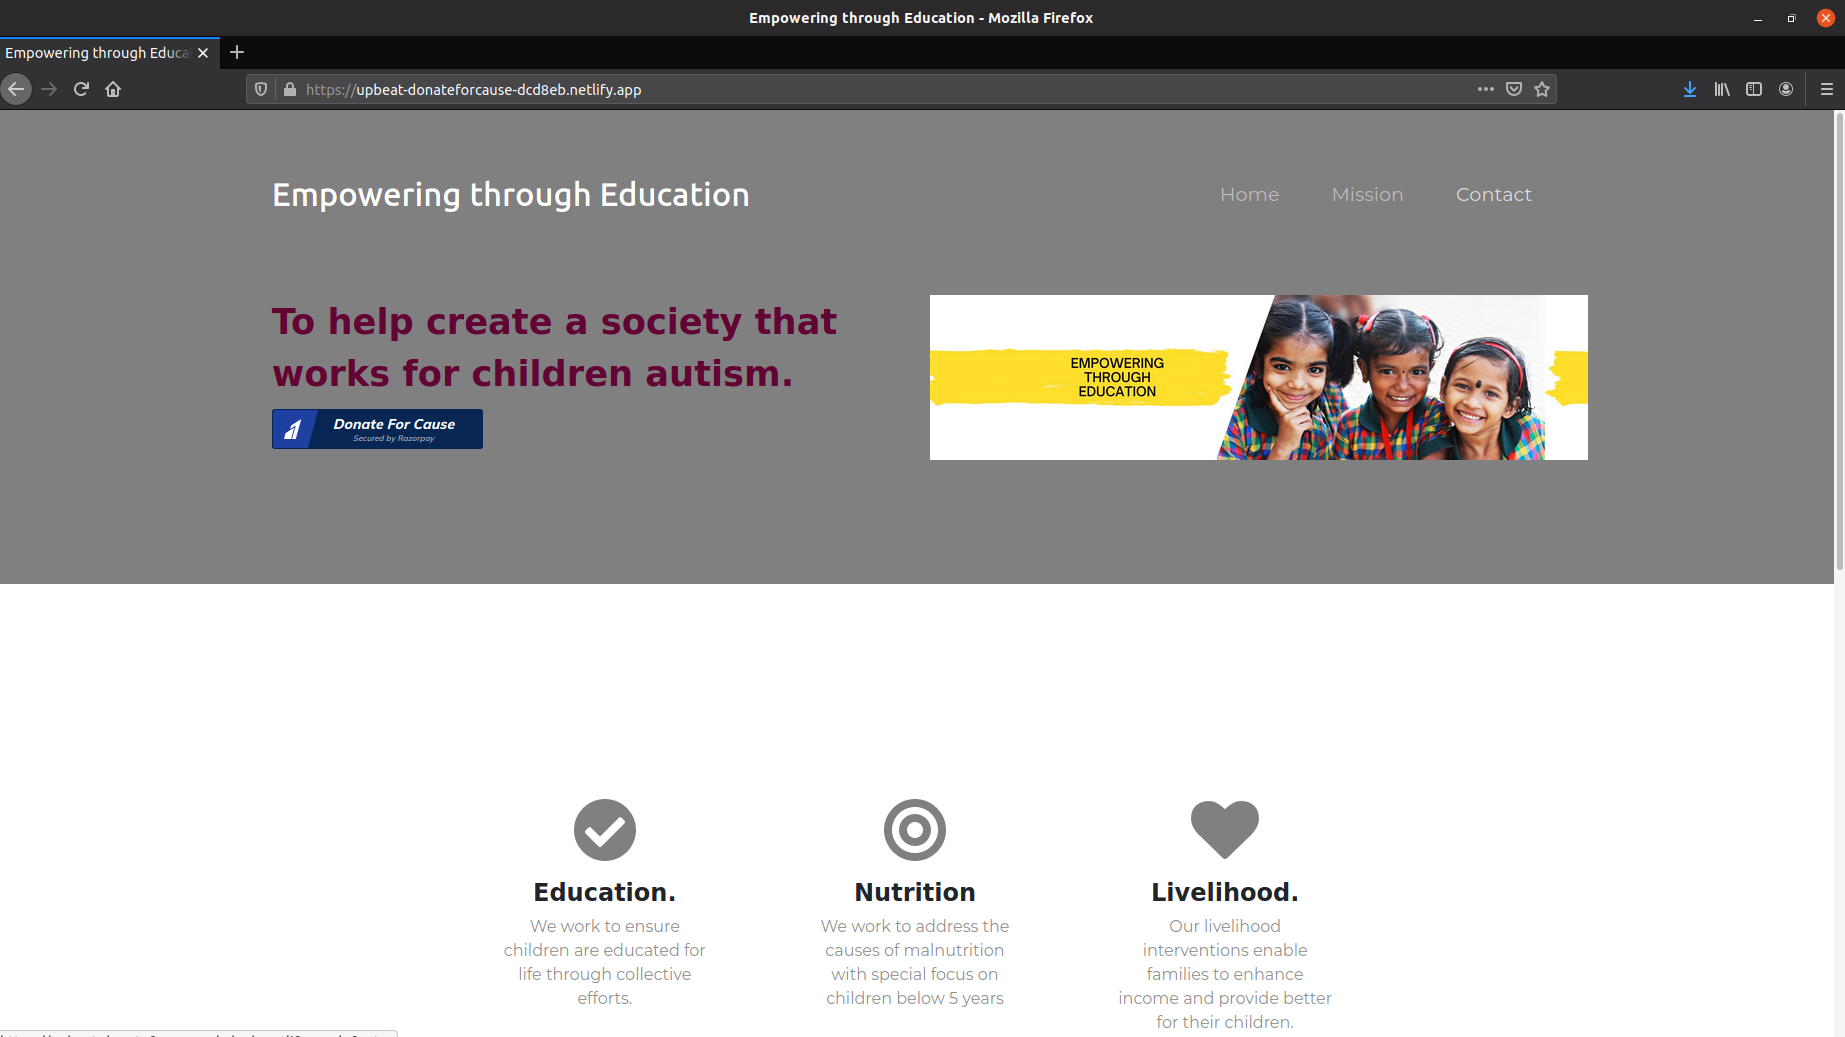 Empowering through Education - Mozilla Firefox
Empowering through Educa
https://upbeat-donateforcause-dcd8eb.netlify.app
Empowering through Education
Home Mission Contact
To help create a society that
works for children autism.
Donate For Cause
Secured by Razorpay
EMPOWERING
THROUGH
EDUCATION
Education.
We work to ensure
children are educated for
life through collective
efforts.
Nutrition
We work to address the
causes of malnutrition
with special focus on
children below 5 years
Livelihood.
Our livelihood
interventions enable
families to enhance
income and provide better
for their children.